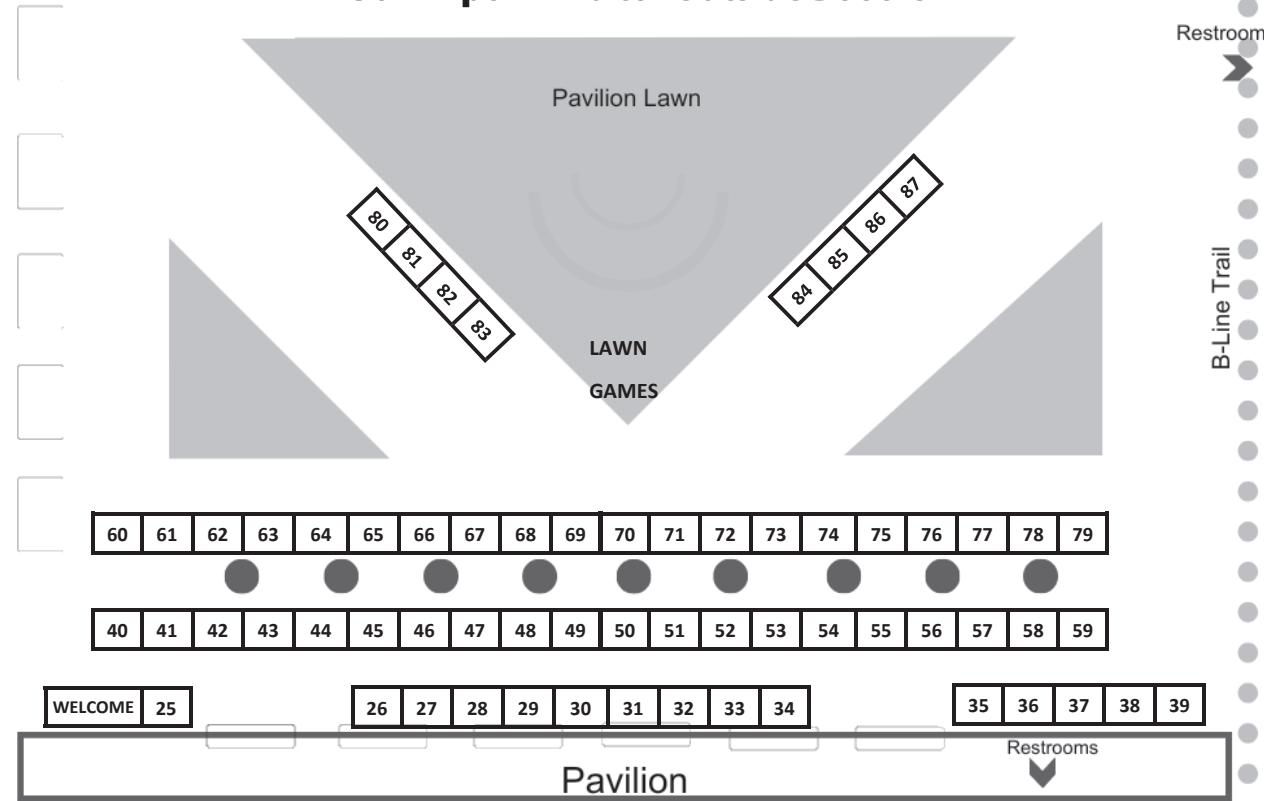 Restroom
Pavilion Lawn
87
86
85
84
80
81
82
83
B-Line Trail
LAWN
GAMES
60 61 62 63 64 65 66 67 68 69 70 71 72 73 74 75 76 77 78 79
40 41 42 43 44 45 46 47 48 49 50 51 52 53 54 55 56 57 58 59
WELCOME 25 26 27 28 29 30 31 32 33 34 35 36 37 38 39
Restrooms
Pavilion